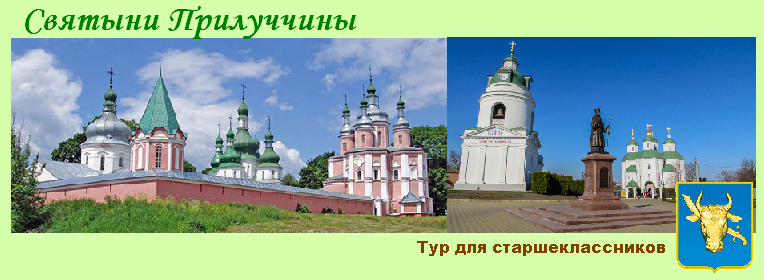 Святыни Прилуччины
Тур для старшеклассников